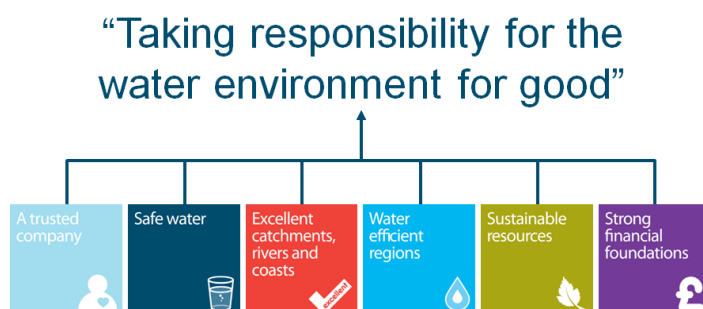 “Taking responsibility for the
water environment for good”
A trusted
company
Safe water
Excellent
catchments,
rivers and
coasts
excellent
Water
efficient
regions
Sustainable
resources
Strong
financial
foundations
£